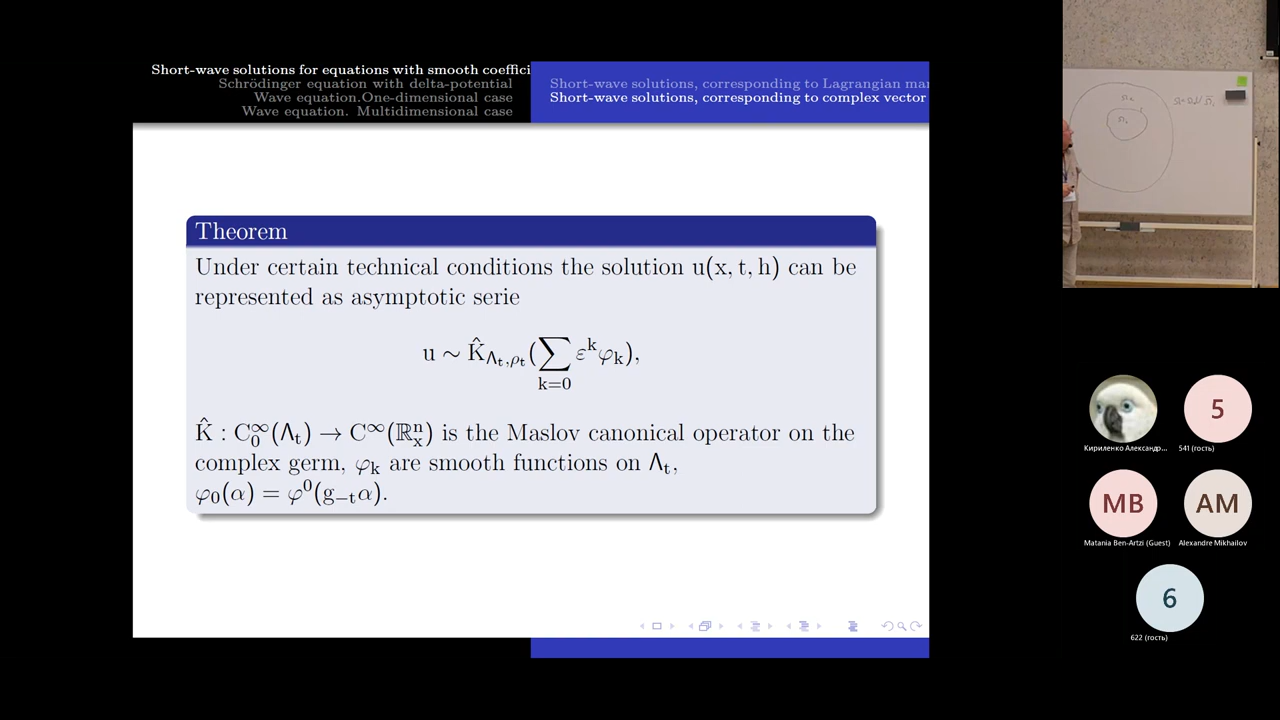 Short-wave solutions for equations with smooth coeffici
Schrödinger equation with delta-potential
Wave equation.One-dimensional case
Wave equation. Multidimensional case
Short-wave solutions, corresponding to Lagrangian ma
Short-wave solutions, corresponding to complex vector
Theorem
Under certain technical conditions the solution u(x, t, h) can be
represented as asymptotic serie
u ∼ K̂_{Λ_t,ρ_t}(∑_{k=0} ε^k φ_k),
K̂ : C_0^∞(Λ_t) → C^∞(ℝ_x^n) is the Maslov canonical operator on the
complex germ, φ_k are smooth functions on Λ_t,
φ_0(α) = φ^0(g_{−t}α).
Кириленко Александр...
5
541 (гость)
MB
Matania Ben-Artzi (Guest)
AM
Alexandre Mikhailov
6
622 (гость)